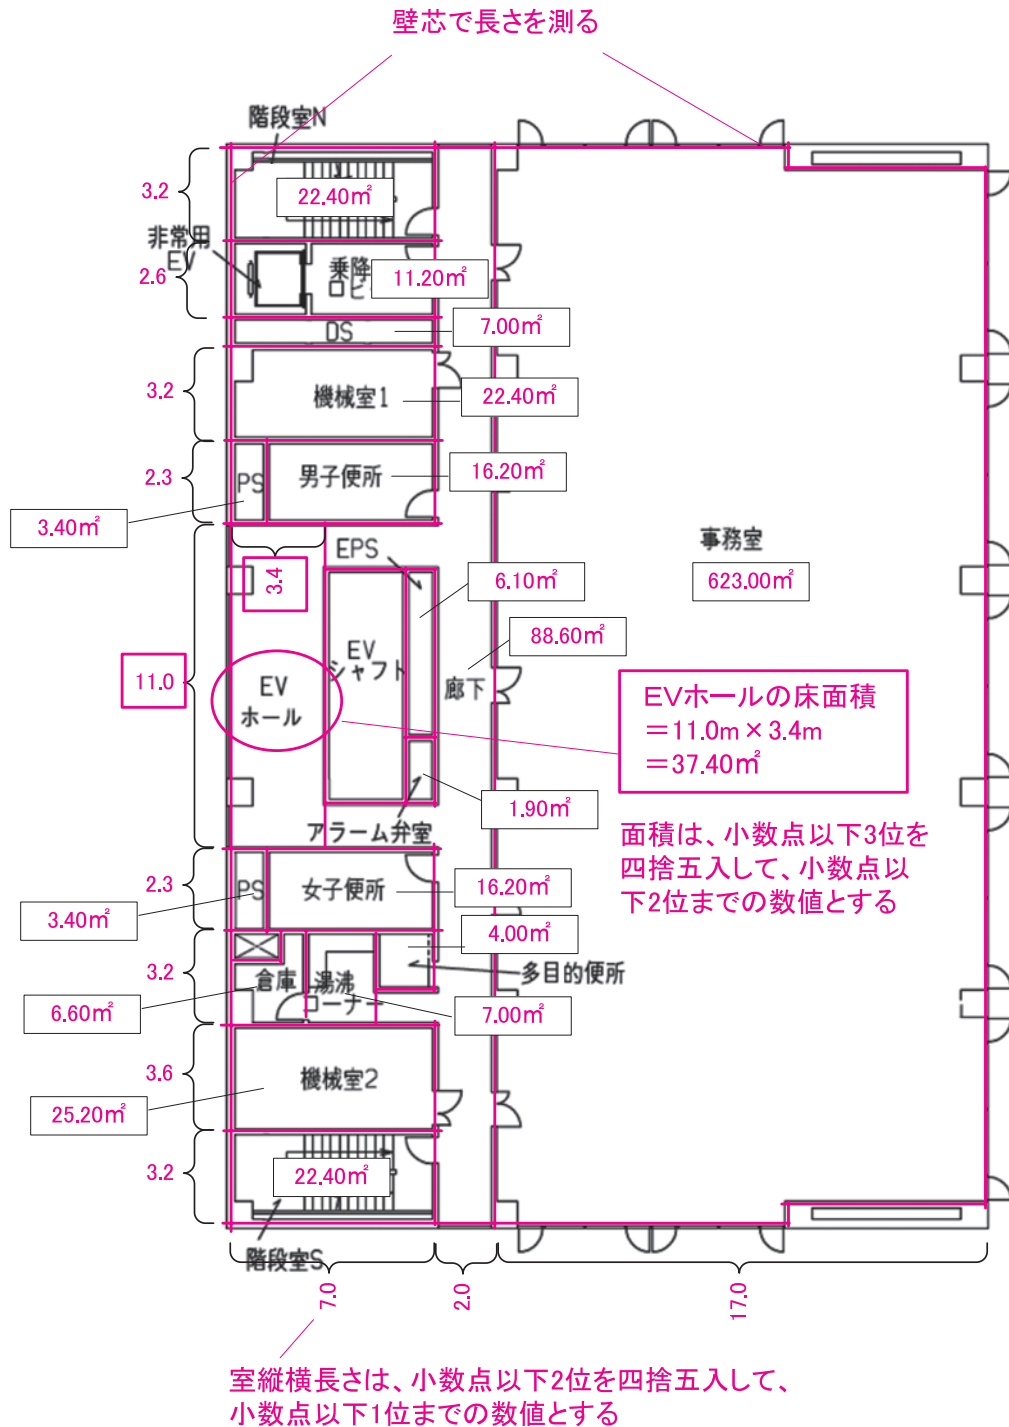 壁芯で長さを測る
階段室N
3.2
22.40㎡
非常用
EV
2.6
乗降
ロビ
11.20㎡
DS
7.00㎡
3.2
機械室1
22.40㎡
2.3
PS
男子便所
16.20㎡
3.40㎡
事務室
623.00㎡
EPS
3.4
6.10㎡
88.60㎡
11.0
EV
シャフト
EV
ホール
廊下
EVホールの床面積
＝11.0m×3.4m
＝37.40㎡
1.90㎡
アラーム弁室
面積は、小数点以下3位を
四捨五入して、小数点以
下2位までの数値とする
2.3
PS
女子便所
16.20㎡
3.40㎡
4.00㎡
3.2
倉庫
湯沸
コーナー
多目的便所
6.60㎡
7.00㎡
3.6
機械室2
25.20㎡
3.2
22.40㎡
階段室S
7.0
2.0
17.0
室縦横長さは、小数点以下2位を四捨五入して、
小数点以下1位までの数値とする